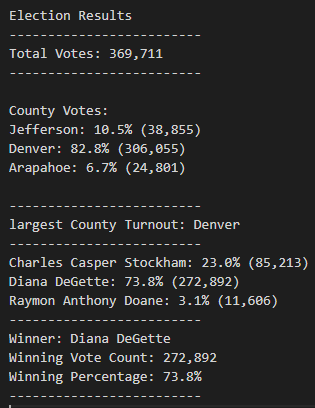 Election Results
-------------------------
Total Votes: 369,711
-------------------------
County Votes:
Jefferson: 10.5% (38,855)
Denver: 82.8% (306,055)
Arapahoe: 6.7% (24,801)
-------------------------
largest County Turnout: Denver
-------------------------
Charles Casper Stockham: 23.0% (85,213)
Diana DeGette: 73.8% (272,892)
Raymon Anthony Doane: 3.1% (11,606)
-------------------------
Winner: Diana DeGette
Winning Vote Count: 272,892
Winning Percentage: 73.8%
-------------------------